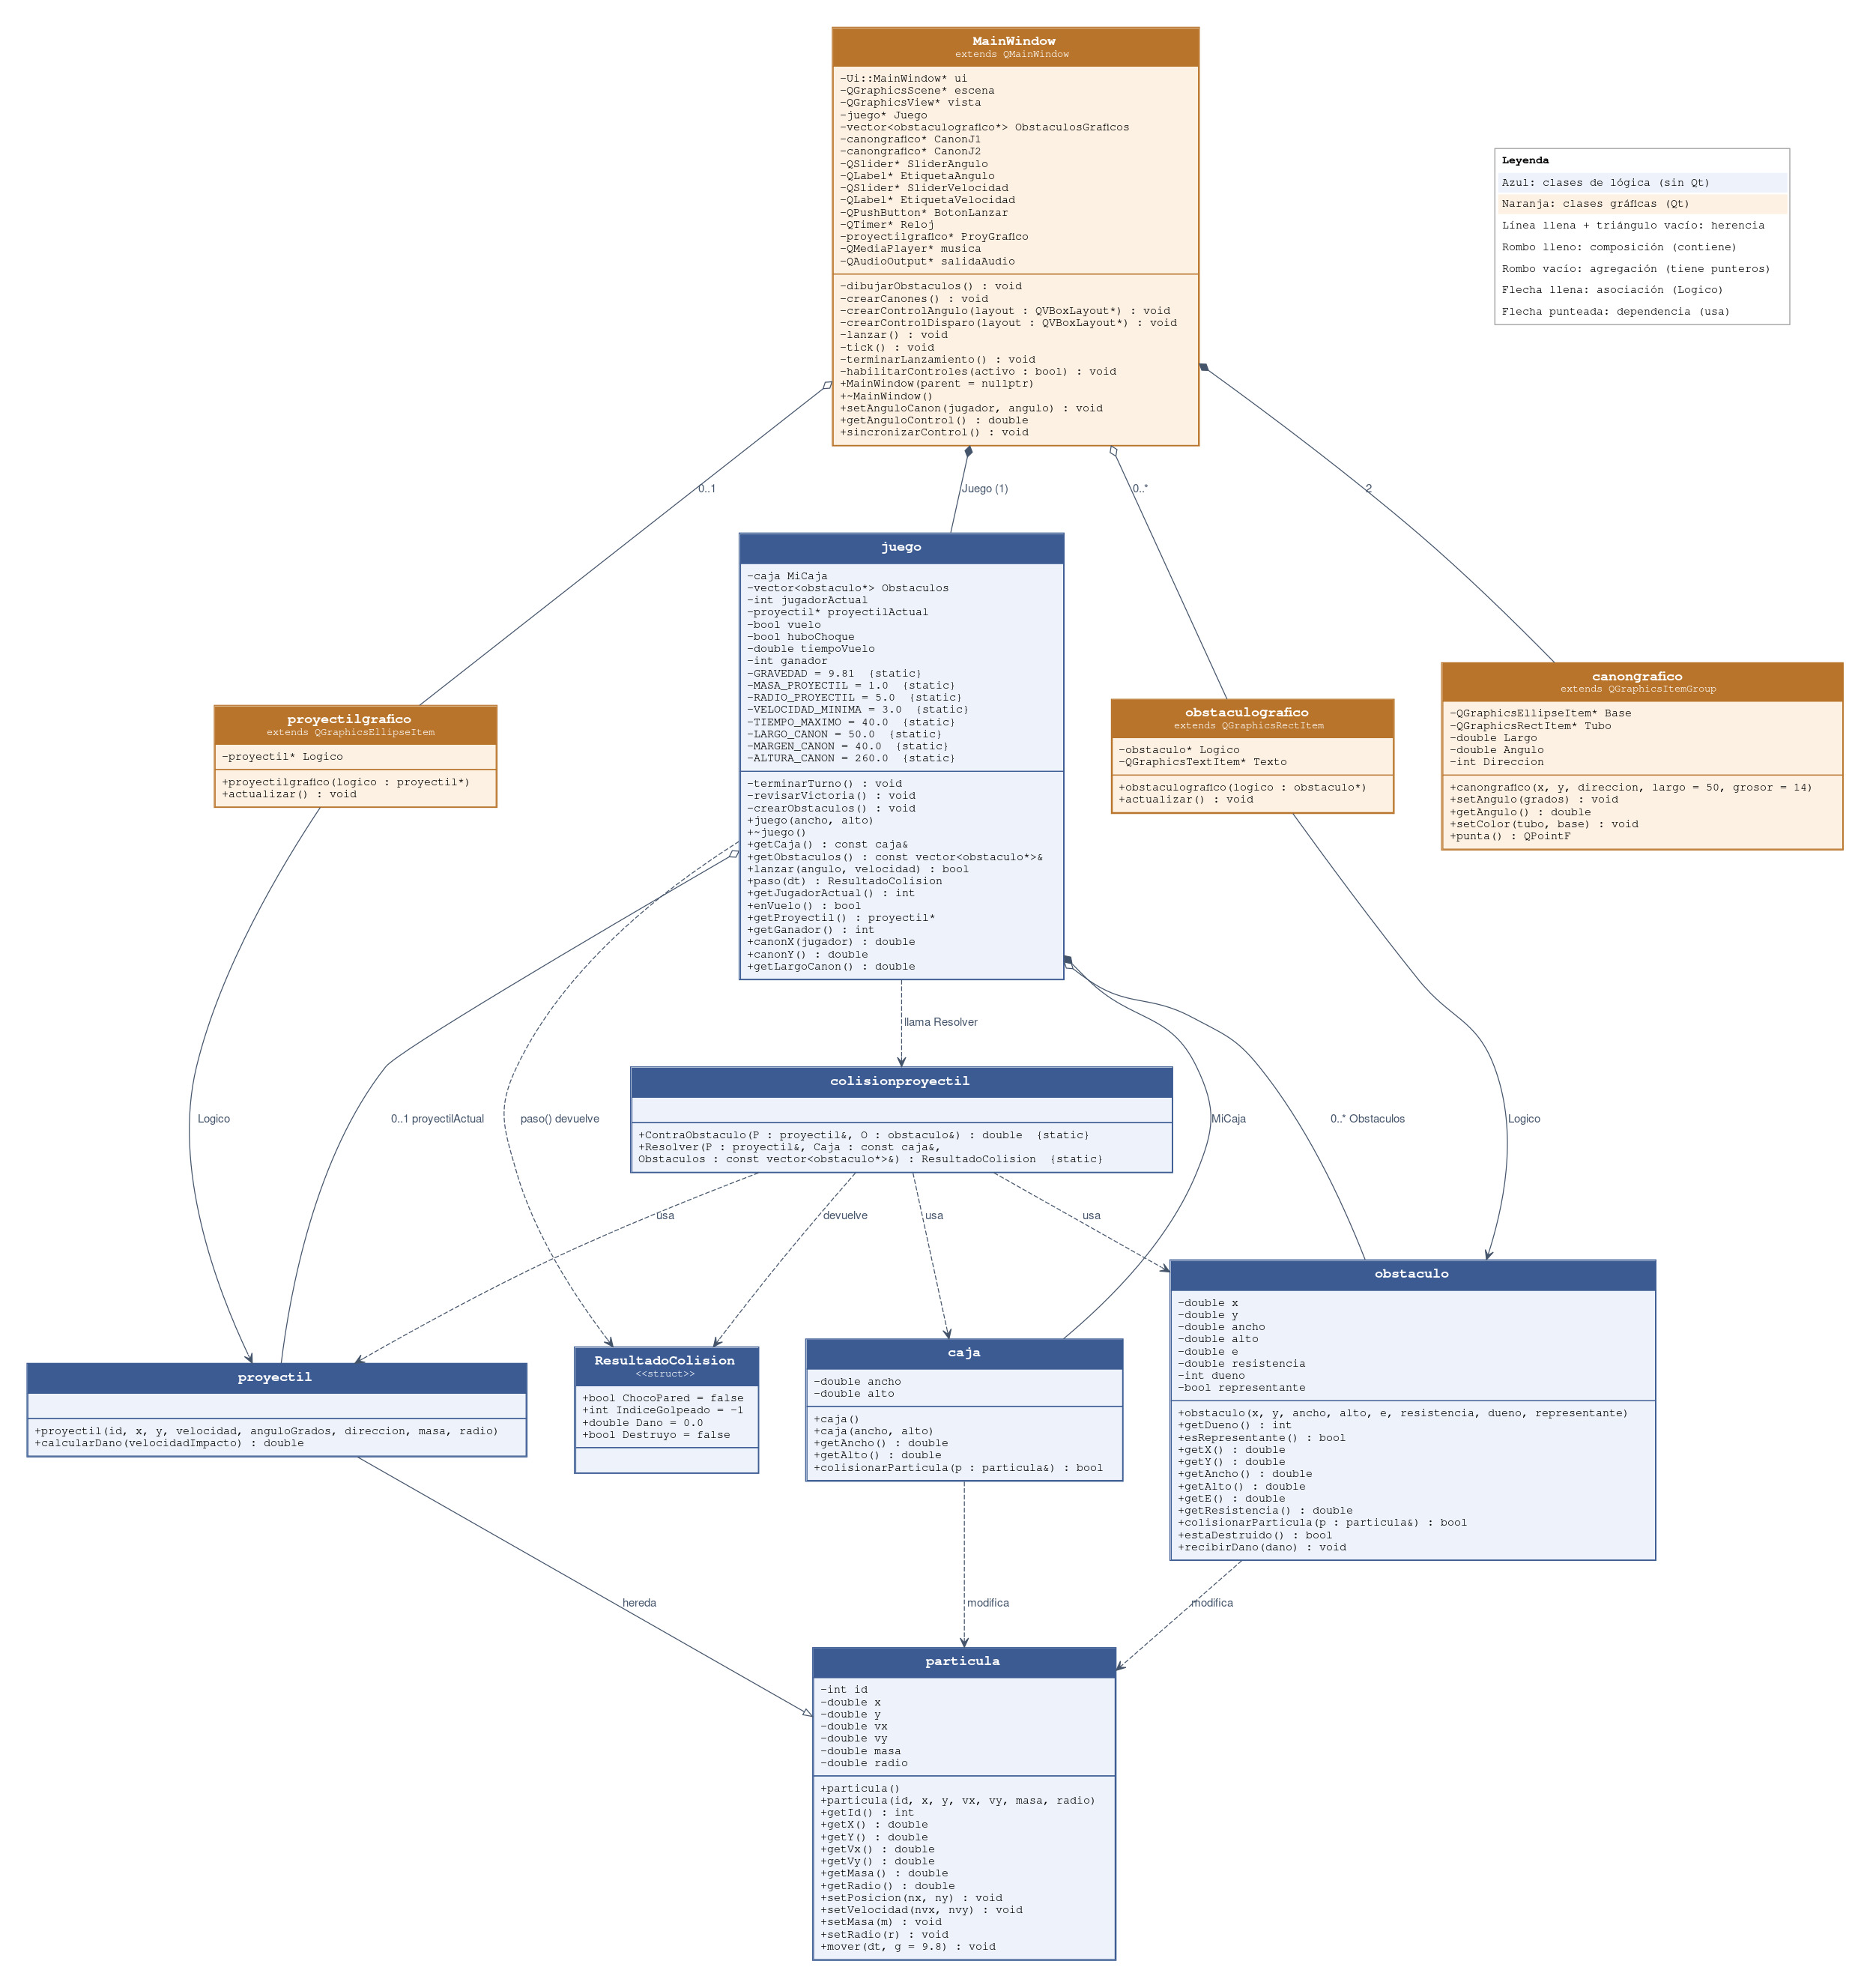 MainWindow
extends QMainWindow
-Ui::MainWindow* ui
-QGraphicsScene* escena
-QGraphicsView* vista
-juego* Juego
-vector<obstaculografico*> ObstaculosGraficos
-canongrafico* CanonJ1
-canongrafico* CanonJ2
-QSlider* SliderAngulo
-QLabel* EtiquetaAngulo
-QSlider* SliderVelocidad
-QLabel* EtiquetaVelocidad
-QPushButton* BotonLanzar
-QTimer* Reloj
-proyectilgrafico* ProyGrafico
-QMediaPlayer* musica
-QAudioOutput* salidaAudio
-dibujarObstaculos() : void
-crearCanones() : void
-crearControlAngulo(layout : QVBoxLayout*) : void
-crearControlDisparo(layout : QVBoxLayout*) : void
-lanzar() : void
-tick() : void
-terminarLanzamiento() : void
-habilitarControles(activo : bool) : void
+MainWindow(parent = nullptr)
+~MainWindow()
+setAnguloCanon(jugador, angulo) : void
+getAnguloControl() : double
+sincronizarControl() : void
Leyenda
Azul: clases de lógica (sin Qt)
Naranja: clases gráficas (Qt)
Línea llena + triángulo vacío: herencia
Rombo lleno: composición (contiene)
Rombo vacío: agregación (tiene punteros)
Flecha llena: asociación (Logico)
Flecha punteada: dependencia (usa)
0..1
Juego (1)
0..*
2
juego
-caja MiCaja
-vector<obstaculo*> Obstaculos
-int jugadorActual
-proyectil* proyectilActual
-bool vuelo
-bool huboChoque
-double tiempoVuelo
-int ganador
-GRAVEDAD = 9.81 {static}
-MASA_PROYECTIL = 1.0 {static}
-RADIO_PROYECTIL = 5.0 {static}
-VELOCIDAD_MINIMA = 3.0 {static}
-TIEMPO_MAXIMO = 40.0 {static}
-LARGO_CANON = 50.0 {static}
-MARGEN_CANON = 40.0 {static}
-ALTURA_CANON = 260.0 {static}
-terminarTurno() : void
-revisarVictoria() : void
-crearObstaculos() : void
+juego(ancho, alto)
+~juego()
+getCaja() : const caja&
+getObstaculos() : const vector<obstaculo*>&
+lanzar(angulo, velocidad) : bool
+paso(dt) : ResultadoColision
+getJugadorActual() : int
+enVuelo() : bool
+getProyectil() : proyectil*
+getGanador() : int
+canonX(jugador) : double
+canonY() : double
+getLargoCanon() : double
proyectilgrafico
extends QGraphicsEllipseItem
-proyectil* Logico
+proyectilgrafico(logico : proyectil*)
+actualizar() : void
obstaculografico
extends QGraphicsRectItem
-obstaculo* Logico
-QGraphicsTextItem* Texto
+obstaculografico(logico : obstaculo*)
+actualizar() : void
canongrafico
extends QGraphicsItemGroup
-QGraphicsEllipseItem* Base
-QGraphicsRectItem* Tubo
-double Largo
-double Angulo
-int Direccion
+canongrafico(x, y, direccion, largo = 50, grosor = 14)
+setAngulo(grados) : void
+getAngulo() : double
+setColor(tubo, base) : void
+punta() : QPointF
llama Resolver
colisionproyectil
+ContraObstaculo(P : proyectil&, O : obstaculo&) : double {static}
+Resolver(P : proyectil&, Caja : const caja&,
Obstaculos : const vector<obstaculo*>&) : ResultadoColision {static}
Logico
0..1 proyectilActual
paso() devuelve
MiCaja
0..* Obstaculos
Logico
usa
devuelve
usa
usa
proyectil
+proyectil(id, x, y, velocidad, anguloGrados, direccion, masa, radio)
+calcularDano(velocidadImpacto) : double
ResultadoColision
<<struct>>
+bool ChocoPared = false
+int IndiceGolpeado = -1
+double Dano = 0.0
+bool Destruyo = false
caja
-double ancho
-double alto
+caja()
+caja(ancho, alto)
+getAncho() : double
+getAlto() : double
+colisionarParticula(p : particula&) : bool
obstaculo
-double x
-double y
-double ancho
-double alto
-double e
-double resistencia
-int dueno
-bool representante
+obstaculo(x, y, ancho, alto, e, resistencia, dueno, representante)
+getDueno() : int
+esRepresentante() : bool
+getX() : double
+getY() : double
+getAncho() : double
+getAlto() : double
+getE() : double
+getResistencia() : double
+colisionarParticula(p : particula&) : bool
+estaDestruido() : bool
+recibirDano(dano) : void
hereda
modifica
modifica
particula
-int id
-double x
-double y
-double vx
-double vy
-double masa
-double radio
+particula()
+particula(id, x, y, vx, vy, masa, radio)
+getId() : int
+getX() : double
+getY() : double
+getVx() : double
+getVy() : double
+getMasa() : double
+getRadio() : double
+setPosicion(nx, ny) : void
+setVelocidad(nvx, nvy) : void
+setMasa(m) : void
+setRadio(r) : void
+mover(dt, g = 9.8) : void